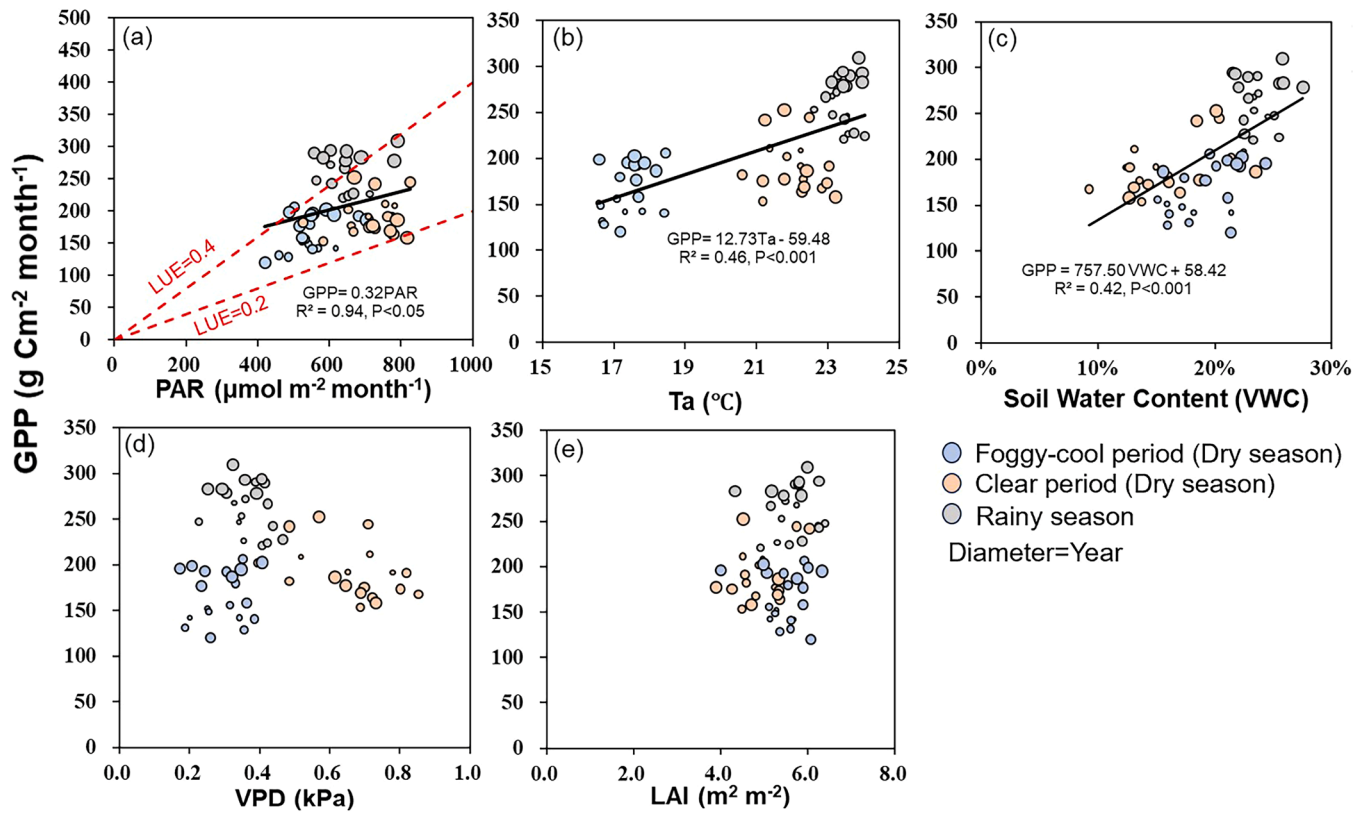 GPP (g Cm-2 month-1)
(a)
500
450
400
350
300
250
200
150
100
50
0
LUE=0.4
LUE=0.2
GPP= 0.32PAR
R² = 0.94, P<0.05
0 200 400 600 800 1000
PAR (µmol m-2 month-1)
(b)
350
300
250
200
150
100
50
0
GPP= 12.73Ta - 59.48
R² = 0.46, P<0.001
15 17 19 21 23 25
Ta (℃)
(c)
350
300
250
200
150
100
50
0
GPP = 757.50 VWC + 58.42
R² = 0.42, P<0.001
0% 10% 20% 30%
Soil Water Content (VWC)
(d)
350
300
250
200
150
100
50
0
0.0 0.2 0.4 0.6 0.8 1.0
VPD (kPa)
(e)
350
300
250
200
150
100
50
0
0.0 2.0 4.0 6.0 8.0
LAI (m² m-2)
Foggy-cool period (Dry season)
Clear period (Dry season)
Rainy season
Diameter=Year